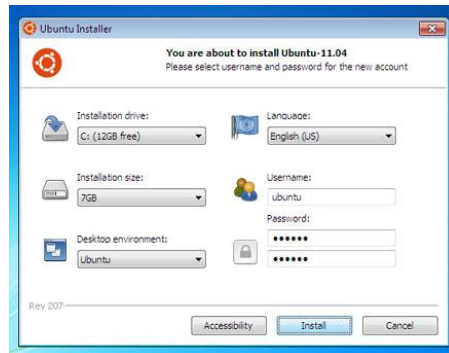 Ubuntu Installer
You are about to install Ubuntu-11.04
Please select username and password for the new account
Installation drive:
C: (12GB free)
Language:
English (US)
Installation size:
7GB
Username:
ubuntu
Password:
••••••
••••••
Desktop environment:
Ubuntu
Rev 207
Accessibility
Install
Cancel